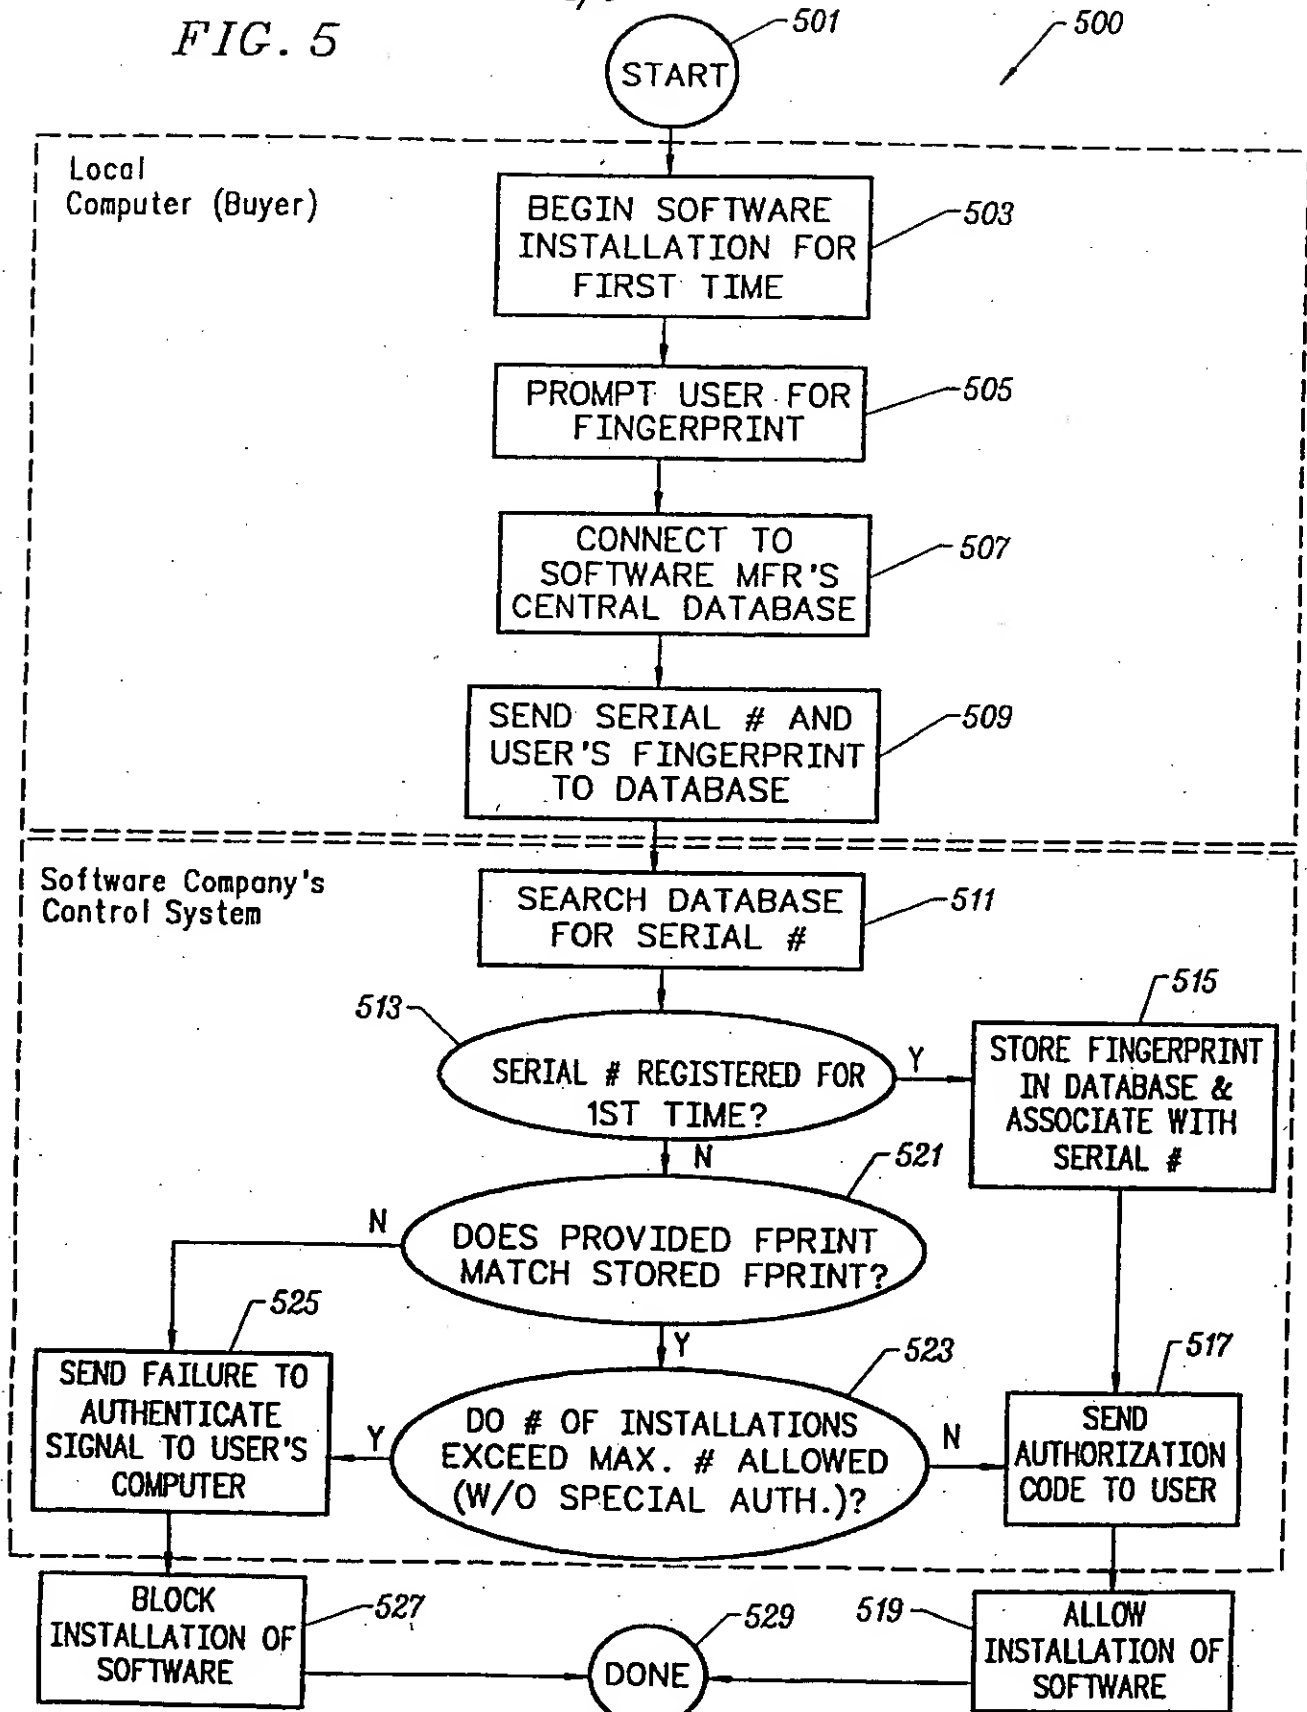 FIG. 5
501
500
START
Local
Computer (Buyer)
BEGIN SOFTWARE
INSTALLATION FOR
FIRST TIME
503
PROMPT USER FOR
FINGERPRINT
505
CONNECT TO
SOFTWARE MFR'S
CENTRAL DATABASE
507
SEND SERIAL # AND
USER'S FINGERPRINT
TO DATABASE
509
Software Company's
Control System
SEARCH DATABASE
FOR SERIAL #
511
513
SERIAL # REGISTERED FOR
1ST TIME?
Y
N
515
STORE FINGERPRINT
IN DATABASE &
ASSOCIATE WITH
SERIAL #
521
DOES PROVIDED FPRINT
MATCH STORED FPRINT?
N
Y
525
SEND FAILURE TO
AUTHENTICATE
SIGNAL TO USER'S
COMPUTER
523
DO # OF INSTALLATIONS
EXCEED MAX. # ALLOWED
(W/O SPECIAL AUTH.)?
Y
N
517
SEND
AUTHORIZATION
CODE TO USER
BLOCK
INSTALLATION OF
SOFTWARE
527
529
DONE
519
ALLOW
INSTALLATION OF
SOFTWARE